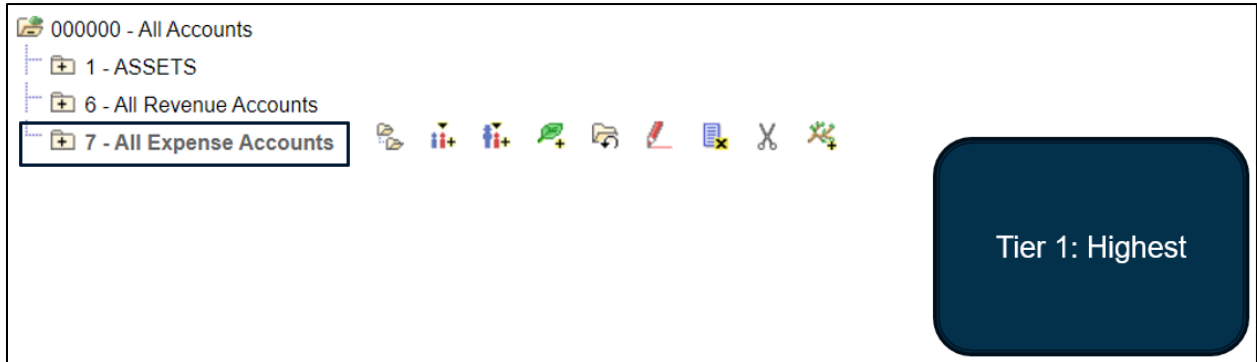 000000 - All Accounts
1 - ASSETS
6 - All Revenue Accounts
7 - All Expense Accounts
Tier 1: Highest